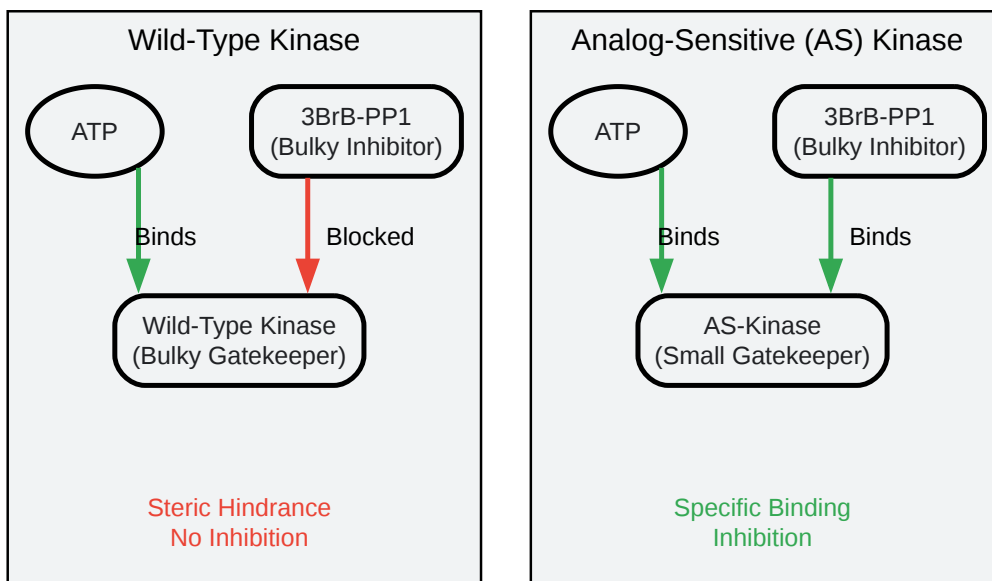 Wild-Type Kinase
ATP
3BrB-PP1
(Bulky Inhibitor)
Binds
Blocked
Wild-Type Kinase
(Bulky Gatekeeper)
Steric Hindrance
No Inhibition
Analog-Sensitive (AS) Kinase
ATP
3BrB-PP1
(Bulky Inhibitor)
Binds
Binds
AS-Kinase
(Small Gatekeeper)
Specific Binding
Inhibition